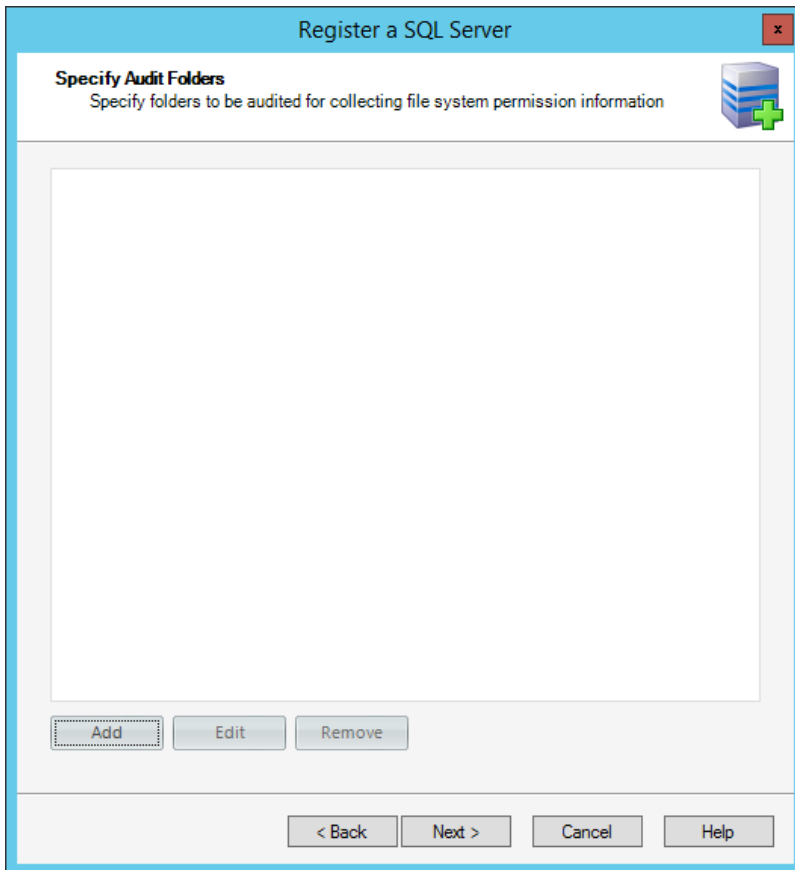 Register a SQL Server
x
Specify Audit Folders
Specify folders to be audited for collecting file system permission information
Add Edit Remove
< Back Next > Cancel Help